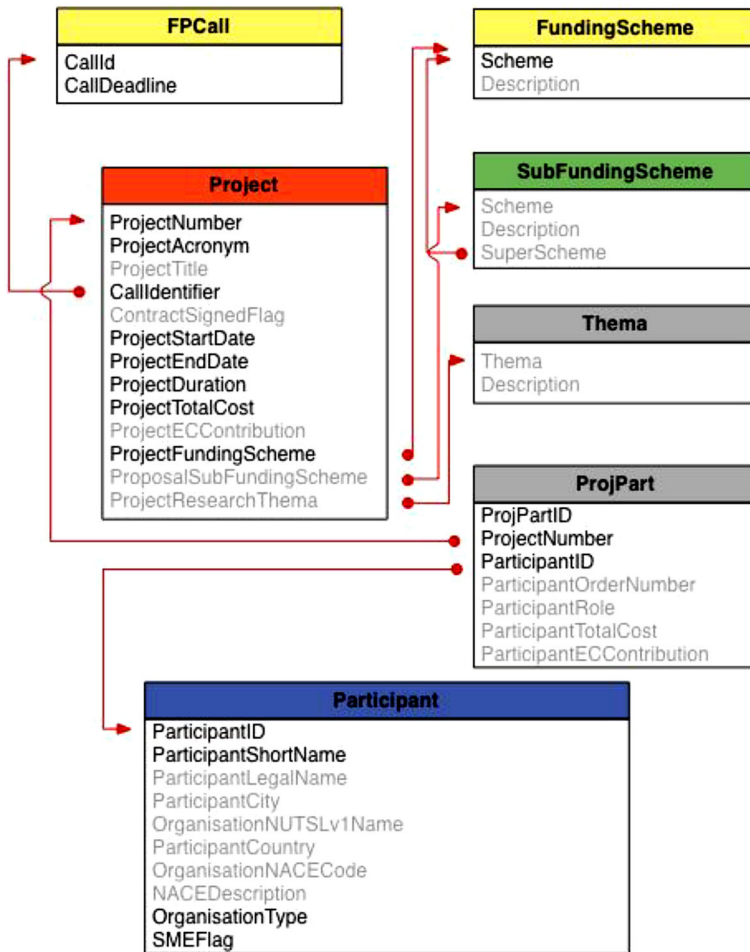 FPCall
CallId
CallDeadline
FundingScheme
Scheme
Description
Project
ProjectNumber
ProjectAcronym
ProjectTitle
CallIdentifier
ContractSignedFlag
ProjectStartDate
ProjectEndDate
ProjectDuration
ProjectTotalCost
ProjectECContribution
ProjectFundingScheme
ProposalSubFundingScheme
ProjectResearchThema
SubFundingScheme
Scheme
Description
SuperScheme
Thema
Thema
Description
ProjPart
ProjPartID
ProjectNumber
ParticipantID
ParticipantOrderNumber
ParticipantRole
ParticipantTotalCost
ParticipantECContribution
Participant
ParticipantID
ParticipantShortName
ParticipantLegalName
ParticipantCity
OrganisationNUTSLv1Name
ParticipantCountry
OrganisationNACECode
NACEDescription
OrganisationType
SMEFlag